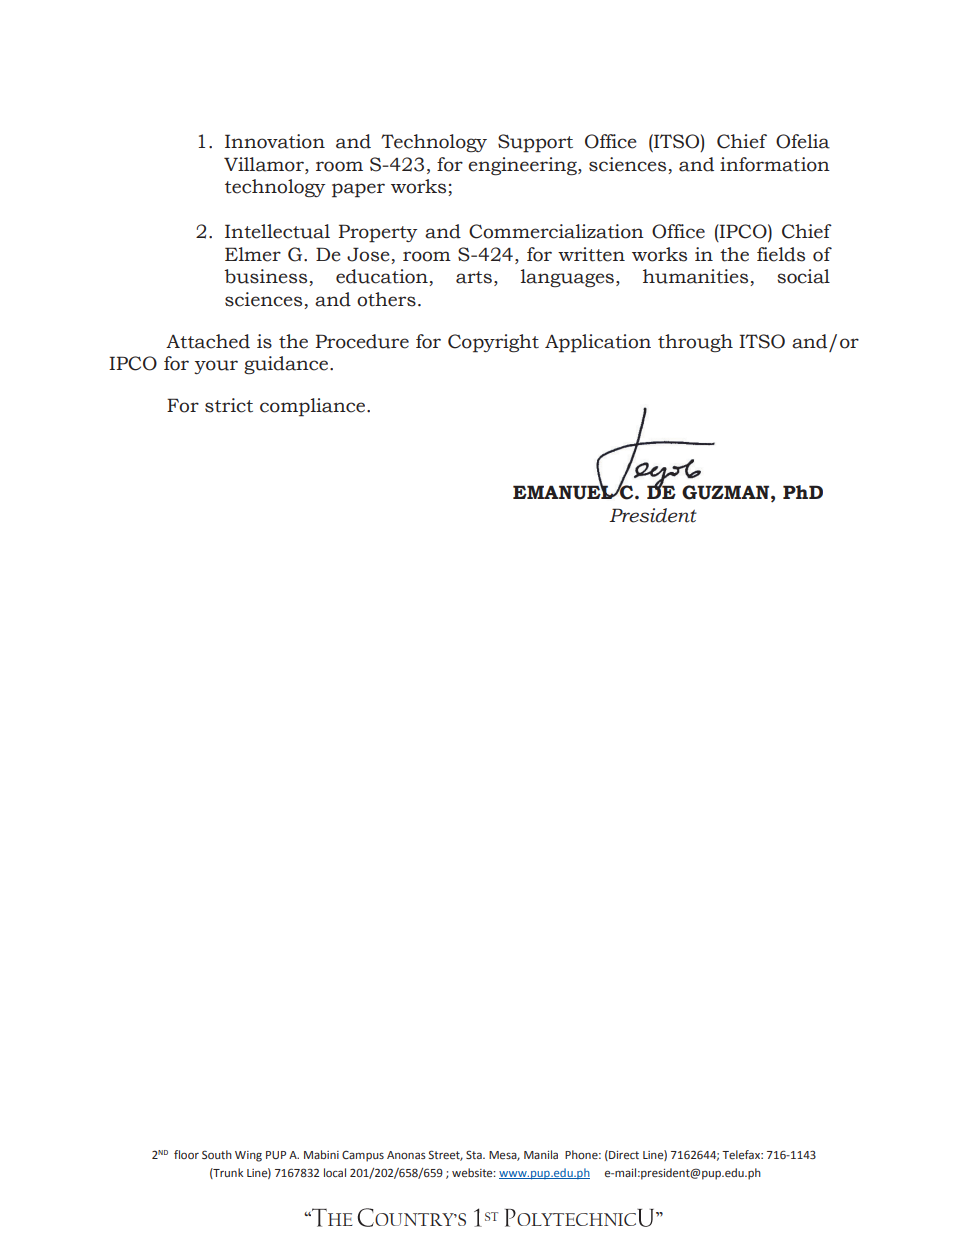 1. Innovation and Technology Support Office (ITSO) Chief Ofelia
Villamor, room S-423, for engineering, sciences, and information
technology paper works;
2. Intellectual Property and Commercialization Office (IPCO) Chief
Elmer G. De Jose, room S-424, for written works in the fields of
business, education, arts, languages, humanities, social
sciences, and others.
Attached is the Procedure for Copyright Application through ITSO and/or
IPCO for your guidance.
For strict compliance.
EMANUEL C. DE GUZMAN, PhD
President
2ND floor South Wing PUP A. Mabini Campus Anonas Street, Sta. Mesa, Manila Phone: (Direct Line) 7162644; Telefax: 716-1143
(Trunk Line) 7167832 local 201/202/658/659 ; website: www.pup.edu.ph e-mail:president@pup.edu.ph
“THE COUNTRY’S 1ST POLYTECHNICU”